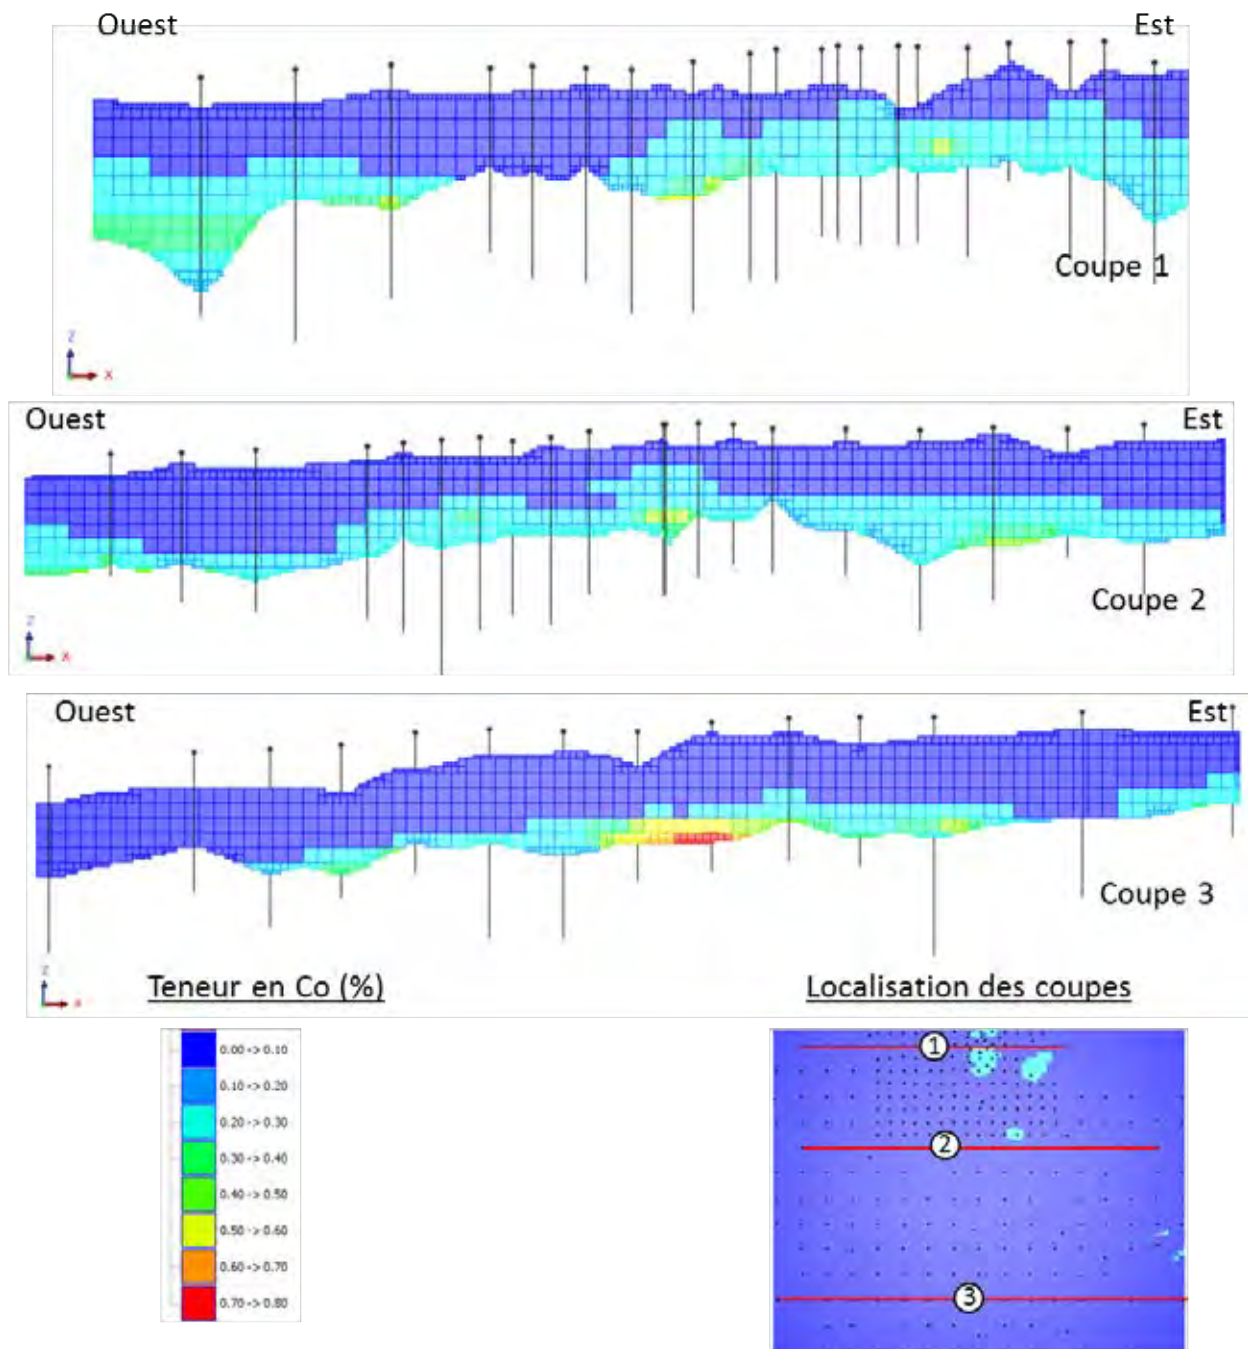 Ouest
Est
Coupe 1
Z
X
Ouest
Est
Coupe 2
Z
X
Ouest
Est
Coupe 3
Z
X
Teneur en Co (%)
Localisation des coupes
0.00 -> 0.10
0.10 -> 0.20
0.20 -> 0.30
0.30 -> 0.40
0.40 -> 0.50
0.50 -> 0.60
0.60 -> 0.70
0.70 -> 0.80
1
2
3